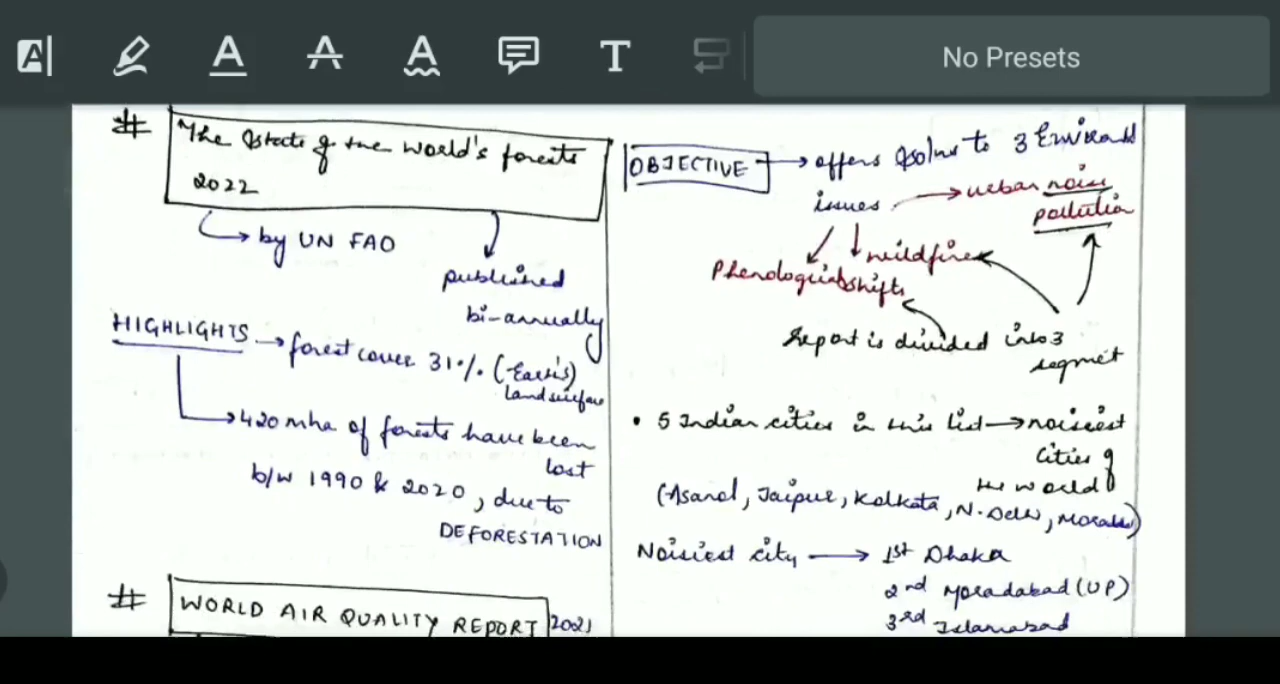 No Presets
# The State of the World's forests
2022
by UN FAO
published
bi-annually
HIGHLIGHTS → forest cover 31% (Earth's)
land surface
→ 420 mha of forests have been
lost
b/w 1990 & 2020, due to
DEFORESTATION
# WORLD AIR QUALITY REPORT 2021
OBJECTIVE → offers solns to 3
issues → urban noise
pollution
wildfires
Phenological shifts
Report is divided into 3
segmet
• 5 Indian cities in this list → noisiest
cities of
the world
(Asansol, Jaipur, Kolkata, N. Delhi, Moradabad)
Noisiest city → 1st Dhaka
2nd Moradabad (UP)
3rd Islamabad